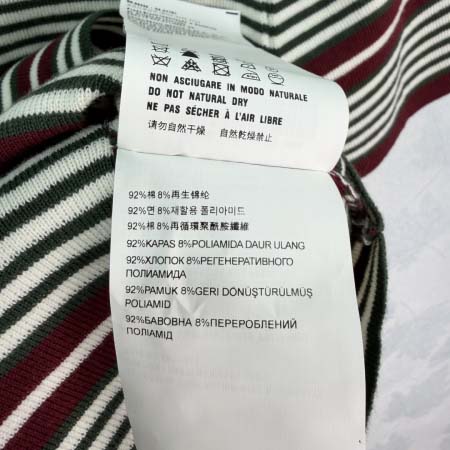 NON ASCIUGARE IN MODO NATURALE
DO NOT NATURAL DRY
NE PAS SÉCHER À L'AIR LIBRE
请勿自然干燥 自然乾燥禁止
92%棉 8%再生锦纶
92%면 8%재활용 폴리아미드
92%棉 8%再循環聚酰胺纖維
92%KAPAS 8%POLIAMIDA DAUR ULANG
92%ХЛОПОК 8%РЕГЕНЕРАТИВНОГО
ПОЛИАМИДА
92%PAMUK 8%GERI DÖNÜŞTÜRÜLMÜŞ
POLIAMID
92%БАВОВНА 8%ПЕРЕРОБЛЕНИЙ
ПОЛІАМІД